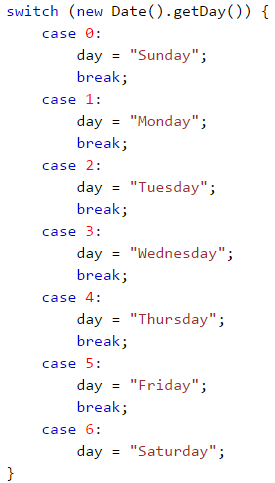 switch (new Date().getDay()) {
    case 0:
        day = "Sunday";
        break;
    case 1:
        day = "Monday";
        break;
    case 2:
        day = "Tuesday";
        break;
    case 3:
        day = "Wednesday";
        break;
    case 4:
        day = "Thursday";
        break;
    case 5:
        day = "Friday";
        break;
    case 6:
        day = "Saturday";
}